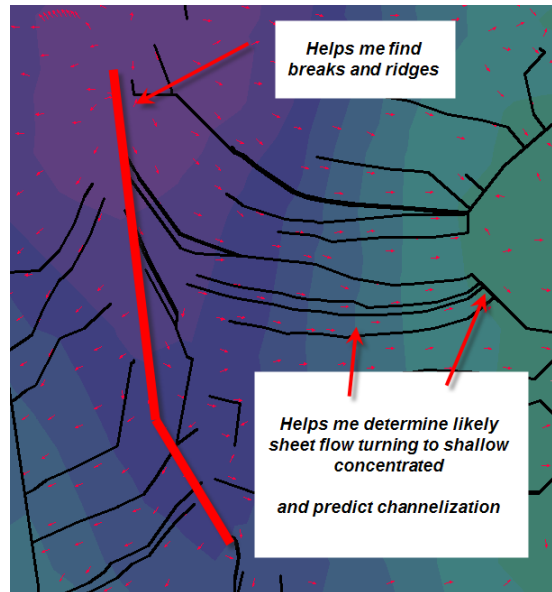 Helps me find
breaks and ridges
Helps me determine likely
sheet flow turning to shallow
concentrated
and predict channelization